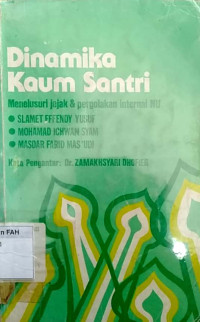 Dinamika
Kaum Santri
Menelusuri jejak & pergolakan internal NU
SLAMET EFFENDY YUSUF
MOHAMAD ICHWAN SYAM
MASDAR FARID MAS'UDI
Kata Pengantar: Dr. ZAMAKHSYARI DHOFIER
n FAH